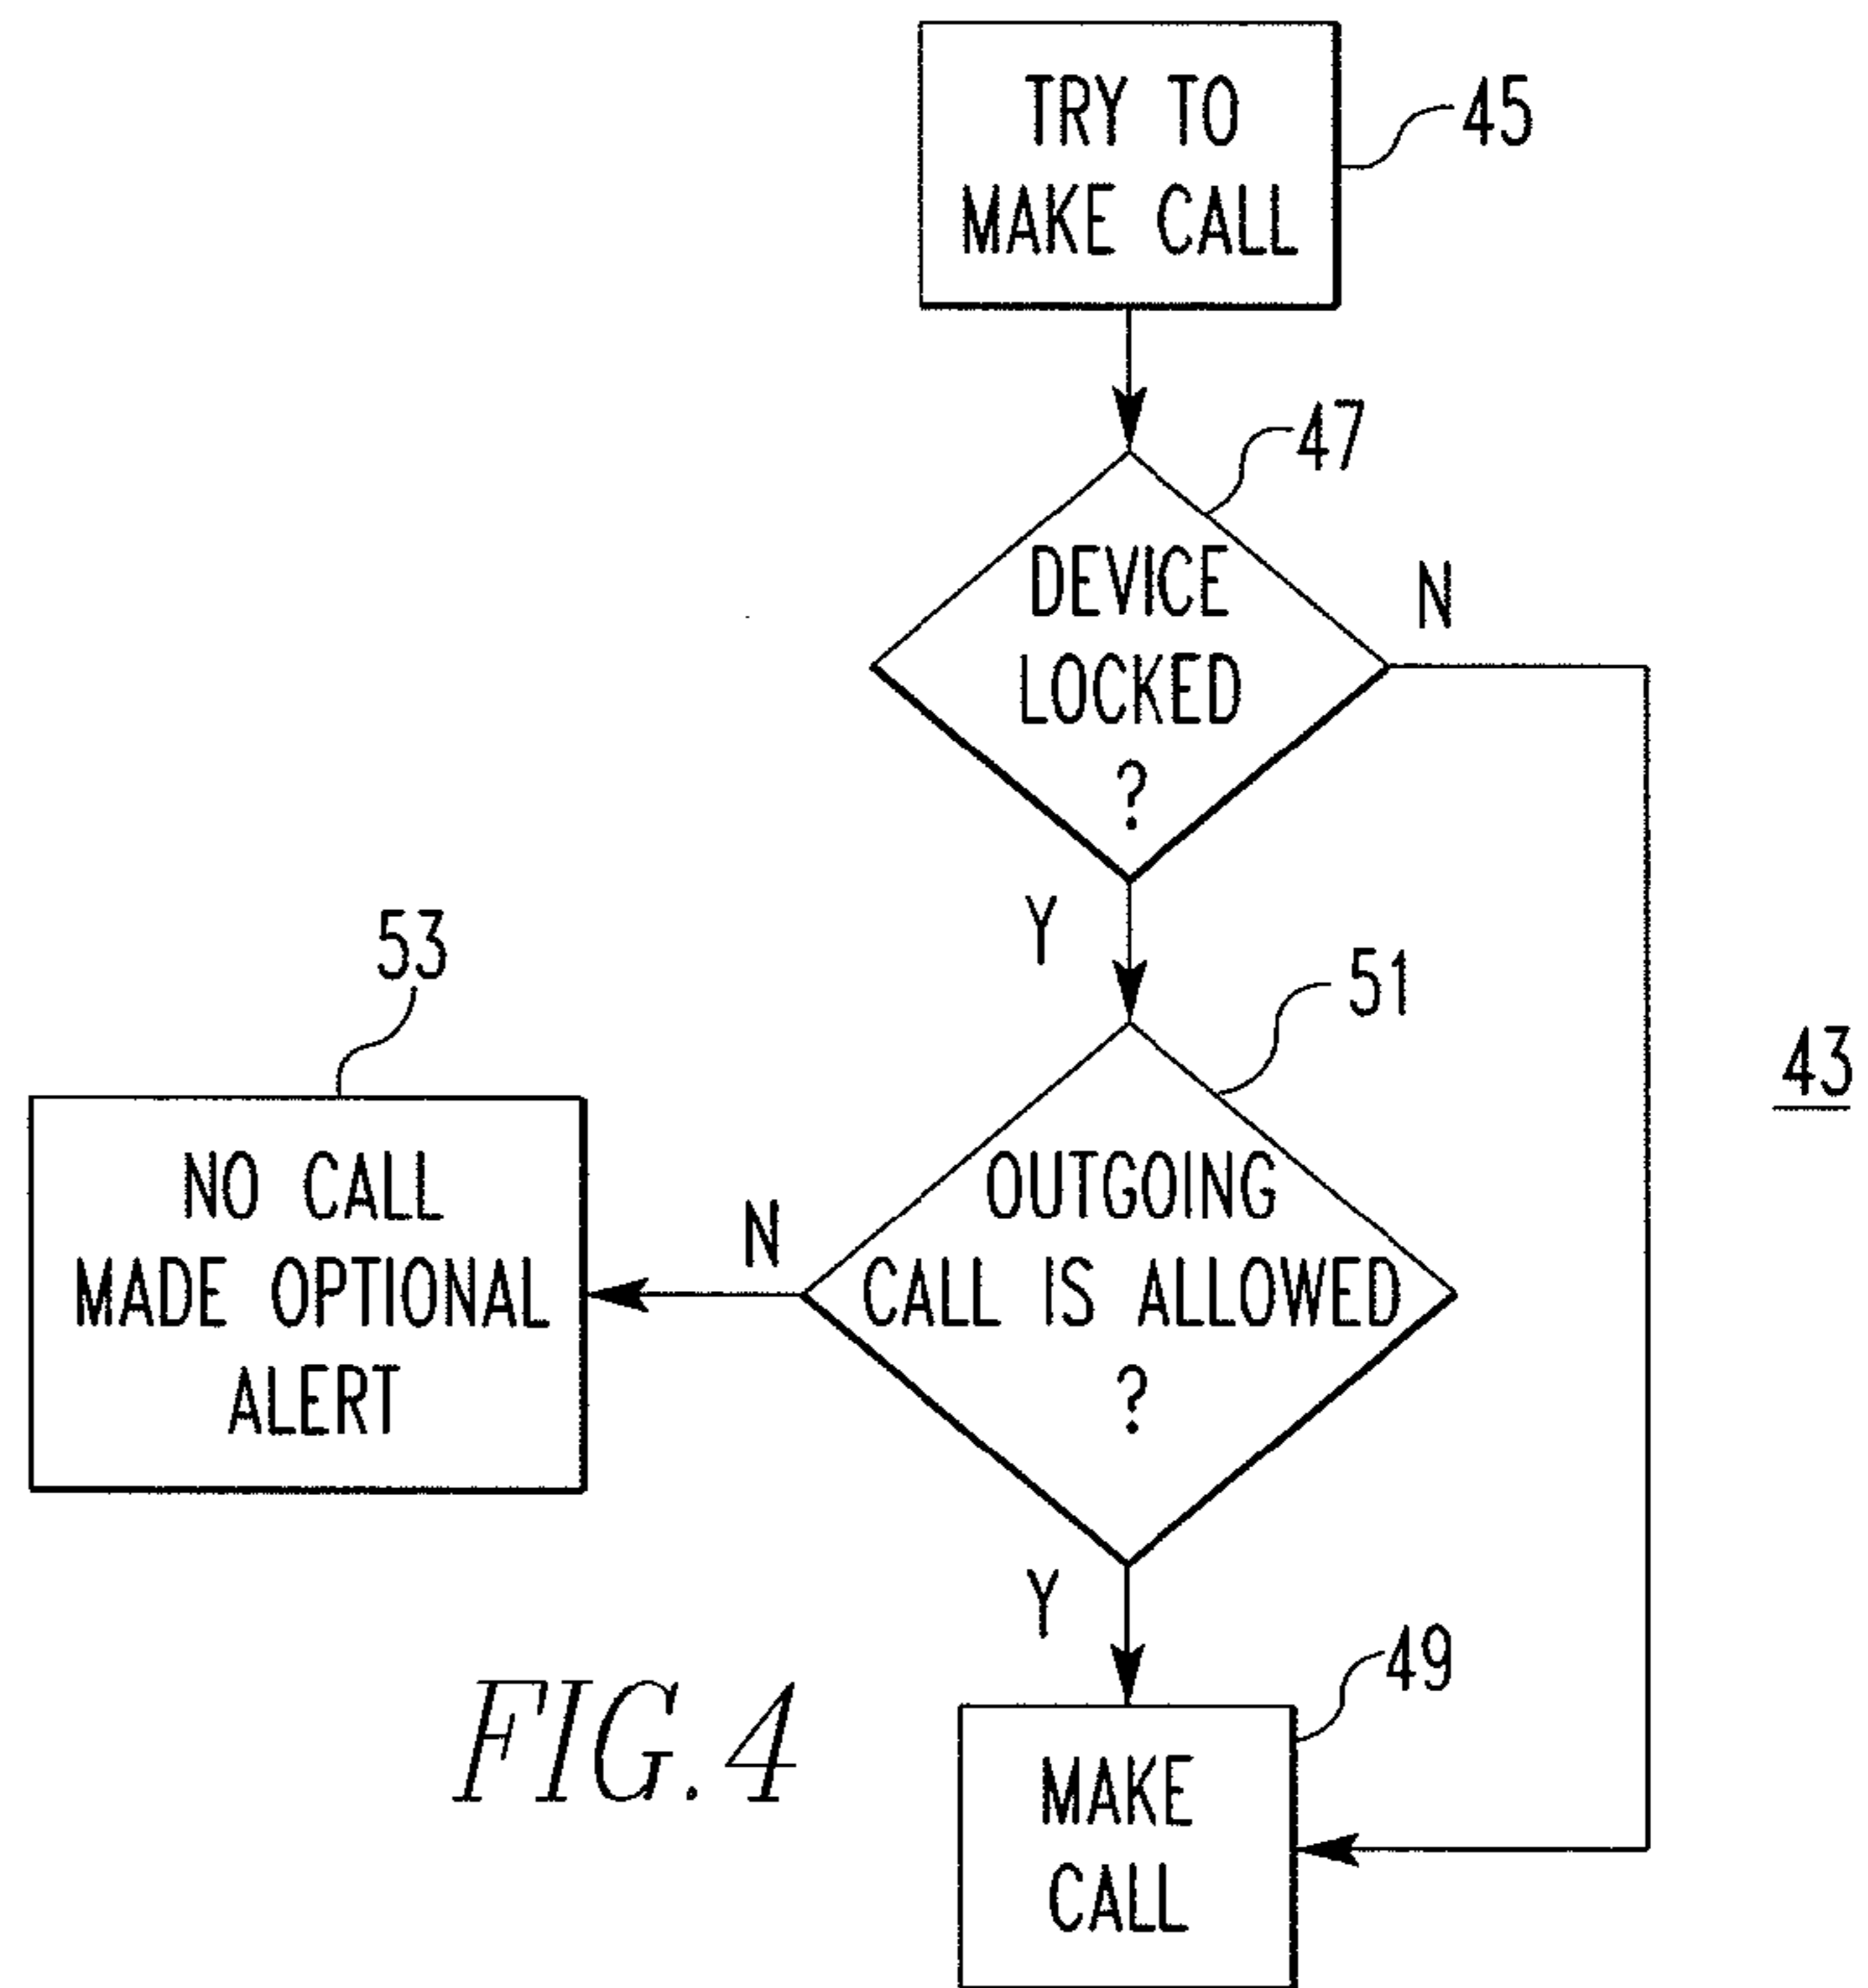 TRY TO
MAKE CALL
45
47
DEVICE
LOCKED
?
N
Y
53
51
43
NO CALL
MADE OPTIONAL
ALERT
N
OUTGOING
CALL IS ALLOWED
?
Y
49
FIG. 4
MAKE
CALL